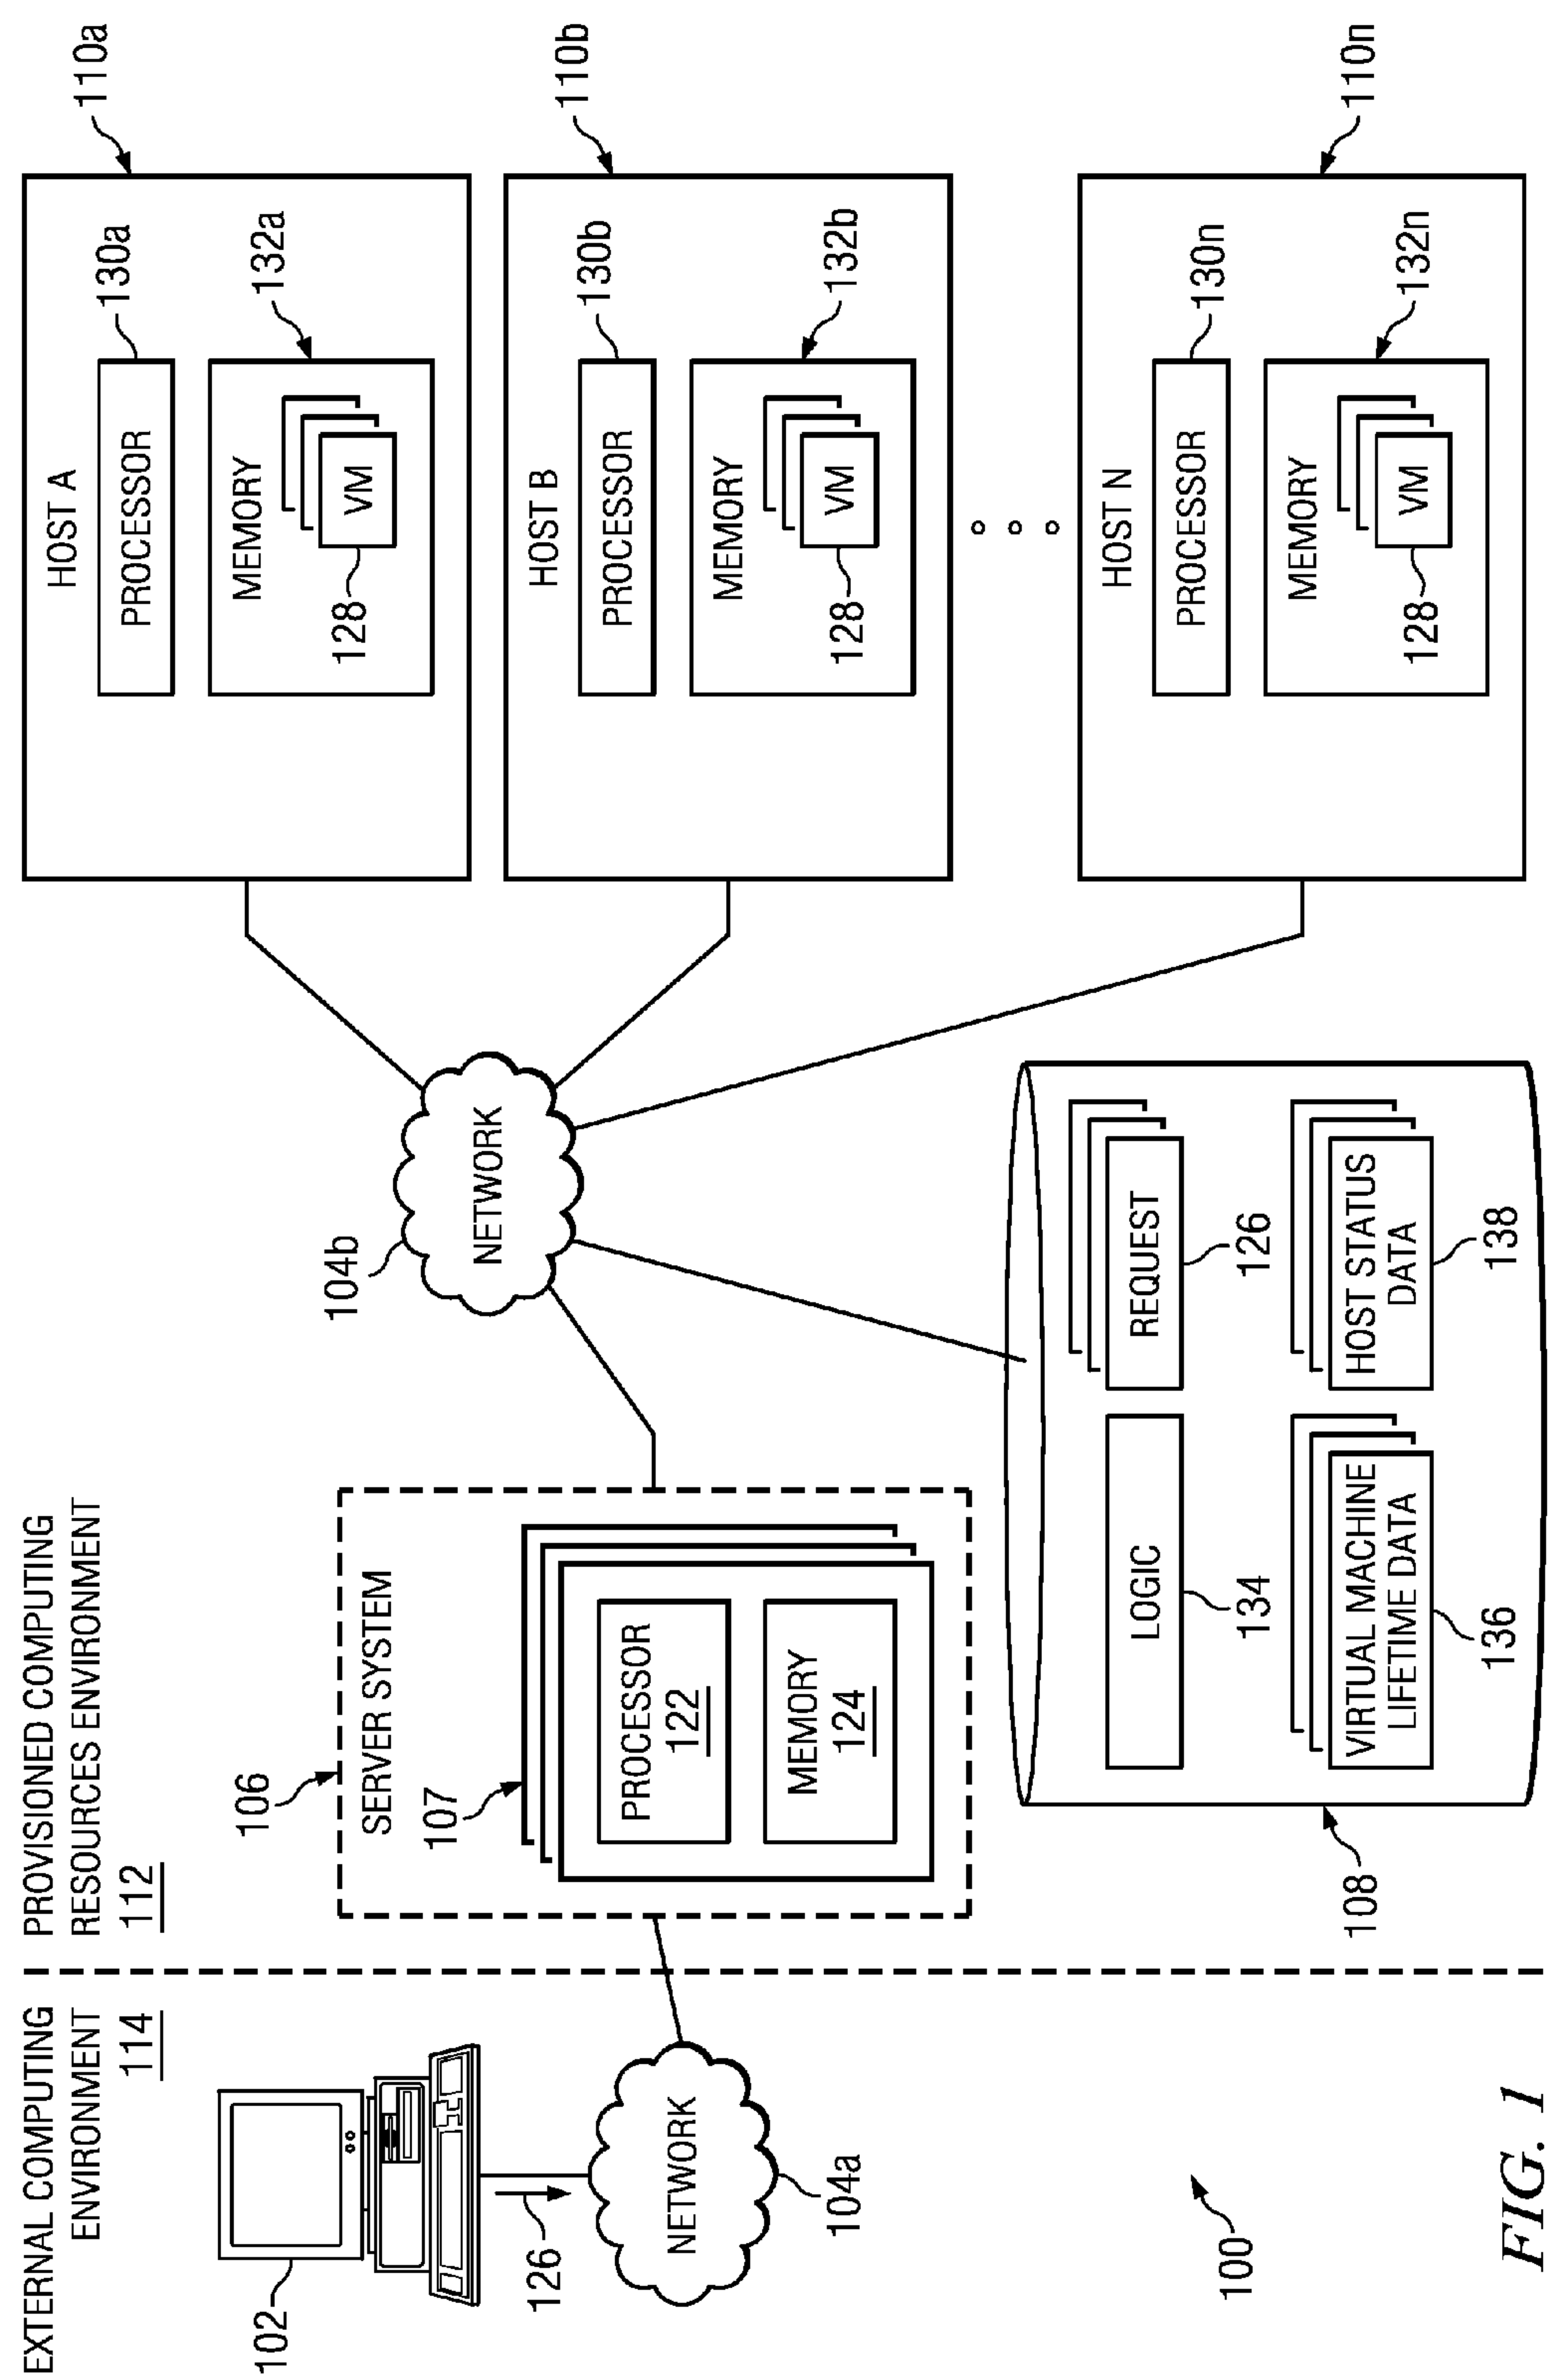 EXTERNAL COMPUTING
ENVIRONMENT
114
PROVISIONED COMPUTING
RESOURCES ENVIRONMENT
112
102
126
NETWORK
104a
106
SERVER SYSTEM
107
PROCESSOR
122
MEMORY
124
104b
NETWORK
LOGIC
134
REQUEST
126
VIRTUAL MACHINE
LIFETIME DATA
136
HOST STATUS
DATA
138
108
HOST A
110a
PROCESSOR
130a
MEMORY
132a
VM
128
HOST B
110b
PROCESSOR
130b
MEMORY
132b
VM
128
HOST N
110n
PROCESSOR
130n
MEMORY
132n
VM
128
100
FIG. 1